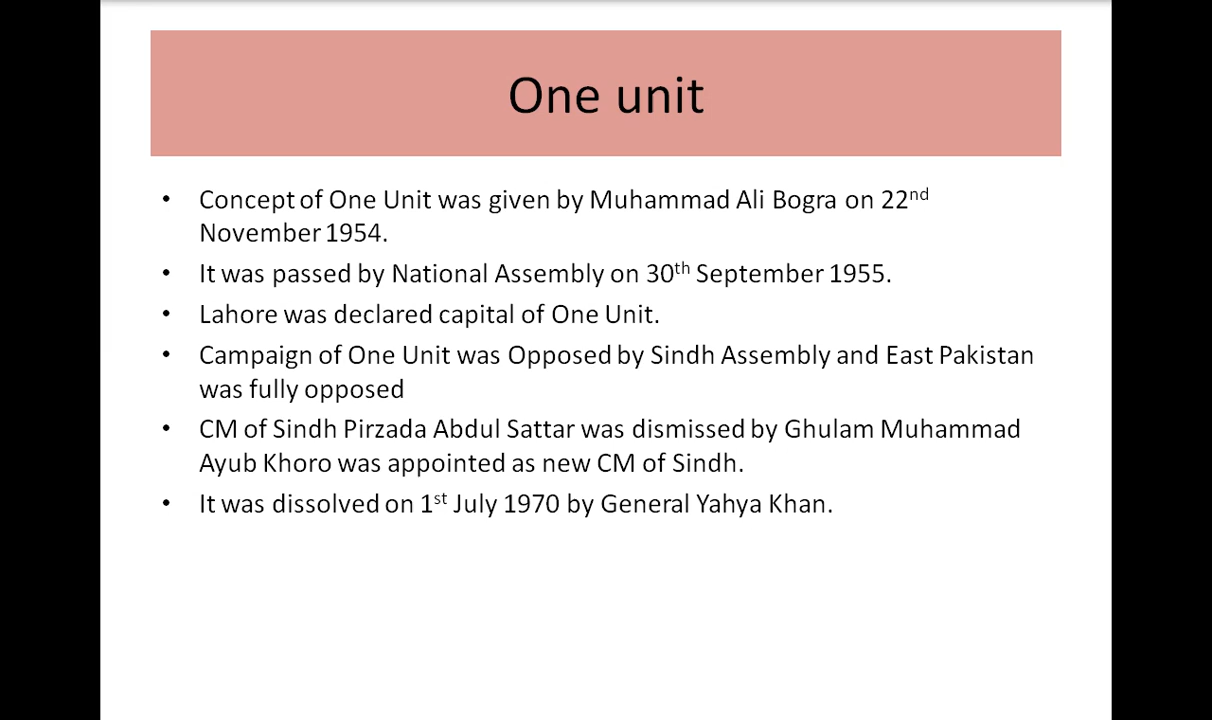 One unit
• Concept of One Unit was given by Muhammad Ali Bogra on 22nd
November 1954.
• It was passed by National Assembly on 30th September 1955.
• Lahore was declared capital of One Unit.
• Campaign of One Unit was Opposed by Sindh Assembly and East Pakistan
was fully opposed
• CM of Sindh Pirzada Abdul Sattar was dismissed by Ghulam Muhammad
Ayub Khoro was appointed as new CM of Sindh.
• It was dissolved on 1st July 1970 by General Yahya Khan.